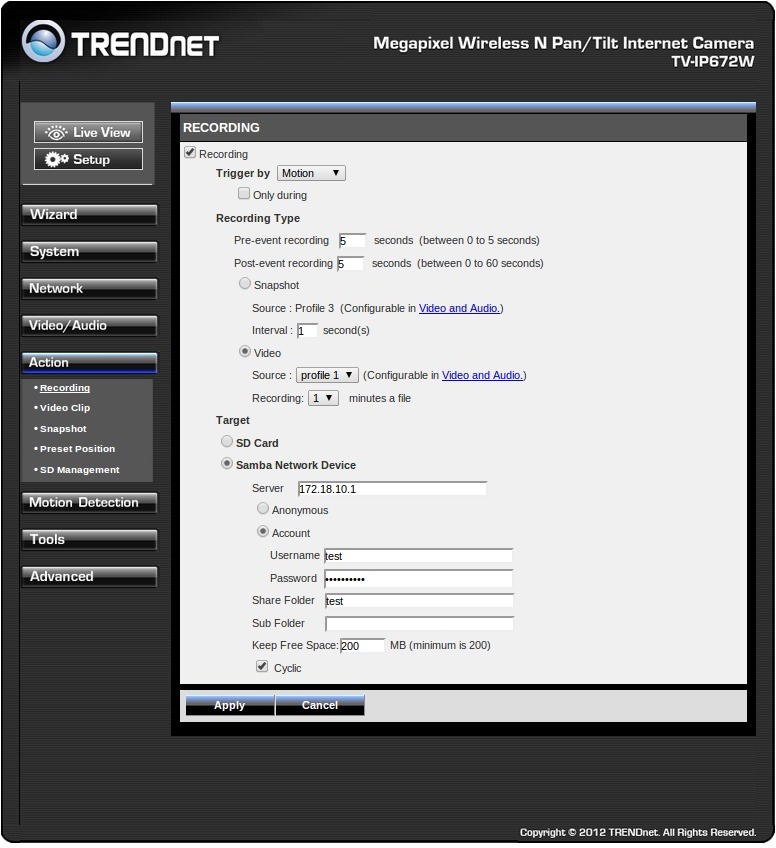 TRENDNET
Megapixel Wireless N Pan/Tilt Internet Camera
TV-IP672W
Live View
Setup
Wizard
System
Network
Video/Audio
Action
• Recording
• Video Clip
• Snapshot
• Preset Position
• SD Management
Motion Detection
Tools
Advanced
RECORDING
Recording
Trigger by Motion
Only during
Recording Type
Pre-event recording 5 seconds (between 0 to 5 seconds)
Post-event recording 5 seconds (between 0 to 60 seconds)
Snapshot
Source : Profile 3 (Configurable in Video and Audio.)
Interval : 1 second(s)
Video
Source : profile 1 (Configurable in Video and Audio.)
Recording: 1 minutes a file
Target
SD Card
Samba Network Device
Server 172.18.10.1
Anonymous
Account
Username test
Password ••••••••••
Share Folder test
Sub Folder
Keep Free Space: 200 MB (minimum is 200)
Cyclic
Apply Cancel
Copyright © 2012 TRENDnet. All Rights Reserved.